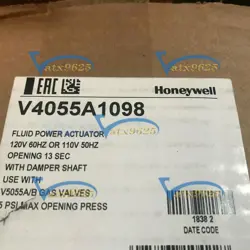 atx9625
EAC
V4055A1098
Honeywell
FLUID POWER ACTUATOR
120V 60HZ OR 110V 50HZ
OPENING 13 SEC
WITH DAMPER SHAFT
USE WITH
V5055A/B GAS VALVES
5 PSI MAX OPENING PRESS
1838 2
DATE CODE
atx9625
atx9625